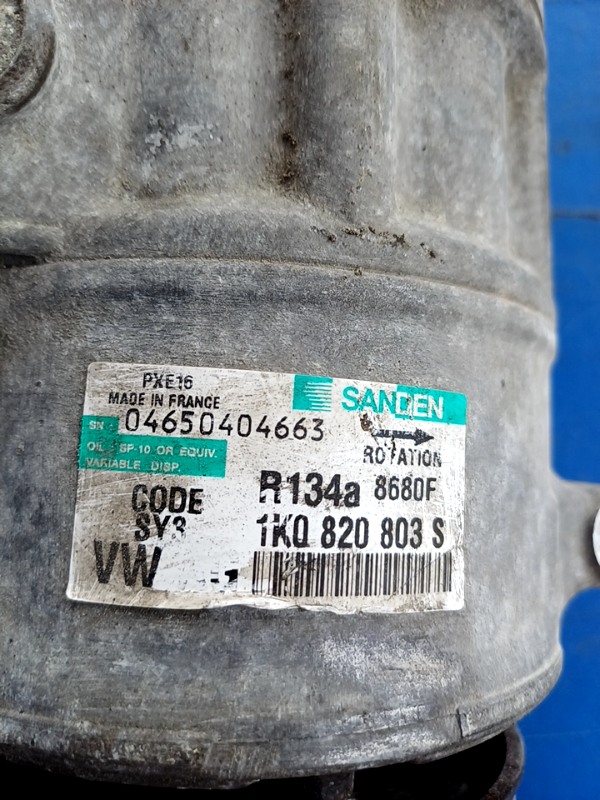 PXE16
MADE IN FRANCE
SANDEN
SN 04650404663
OIL SP-10 OR EQUIV.
VARIABLE DISP.
ROTATION
CODE R134a 8680F
SY3 1K0 820 803 S
VW